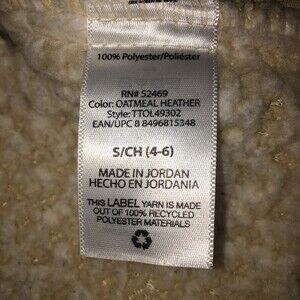 100% Polyester/Poliéster
RN# 52469
Color: OATMEAL HEATHER
Style: TTOL49302
EAN/UPC 8 8496815348
S/CH (4-6)
MADE IN JORDAN
HECHO EN JORDANIA
THIS LABEL YARN IS MADE
OUT OF 100% RECYCLED
POLYESTER MATERIALS